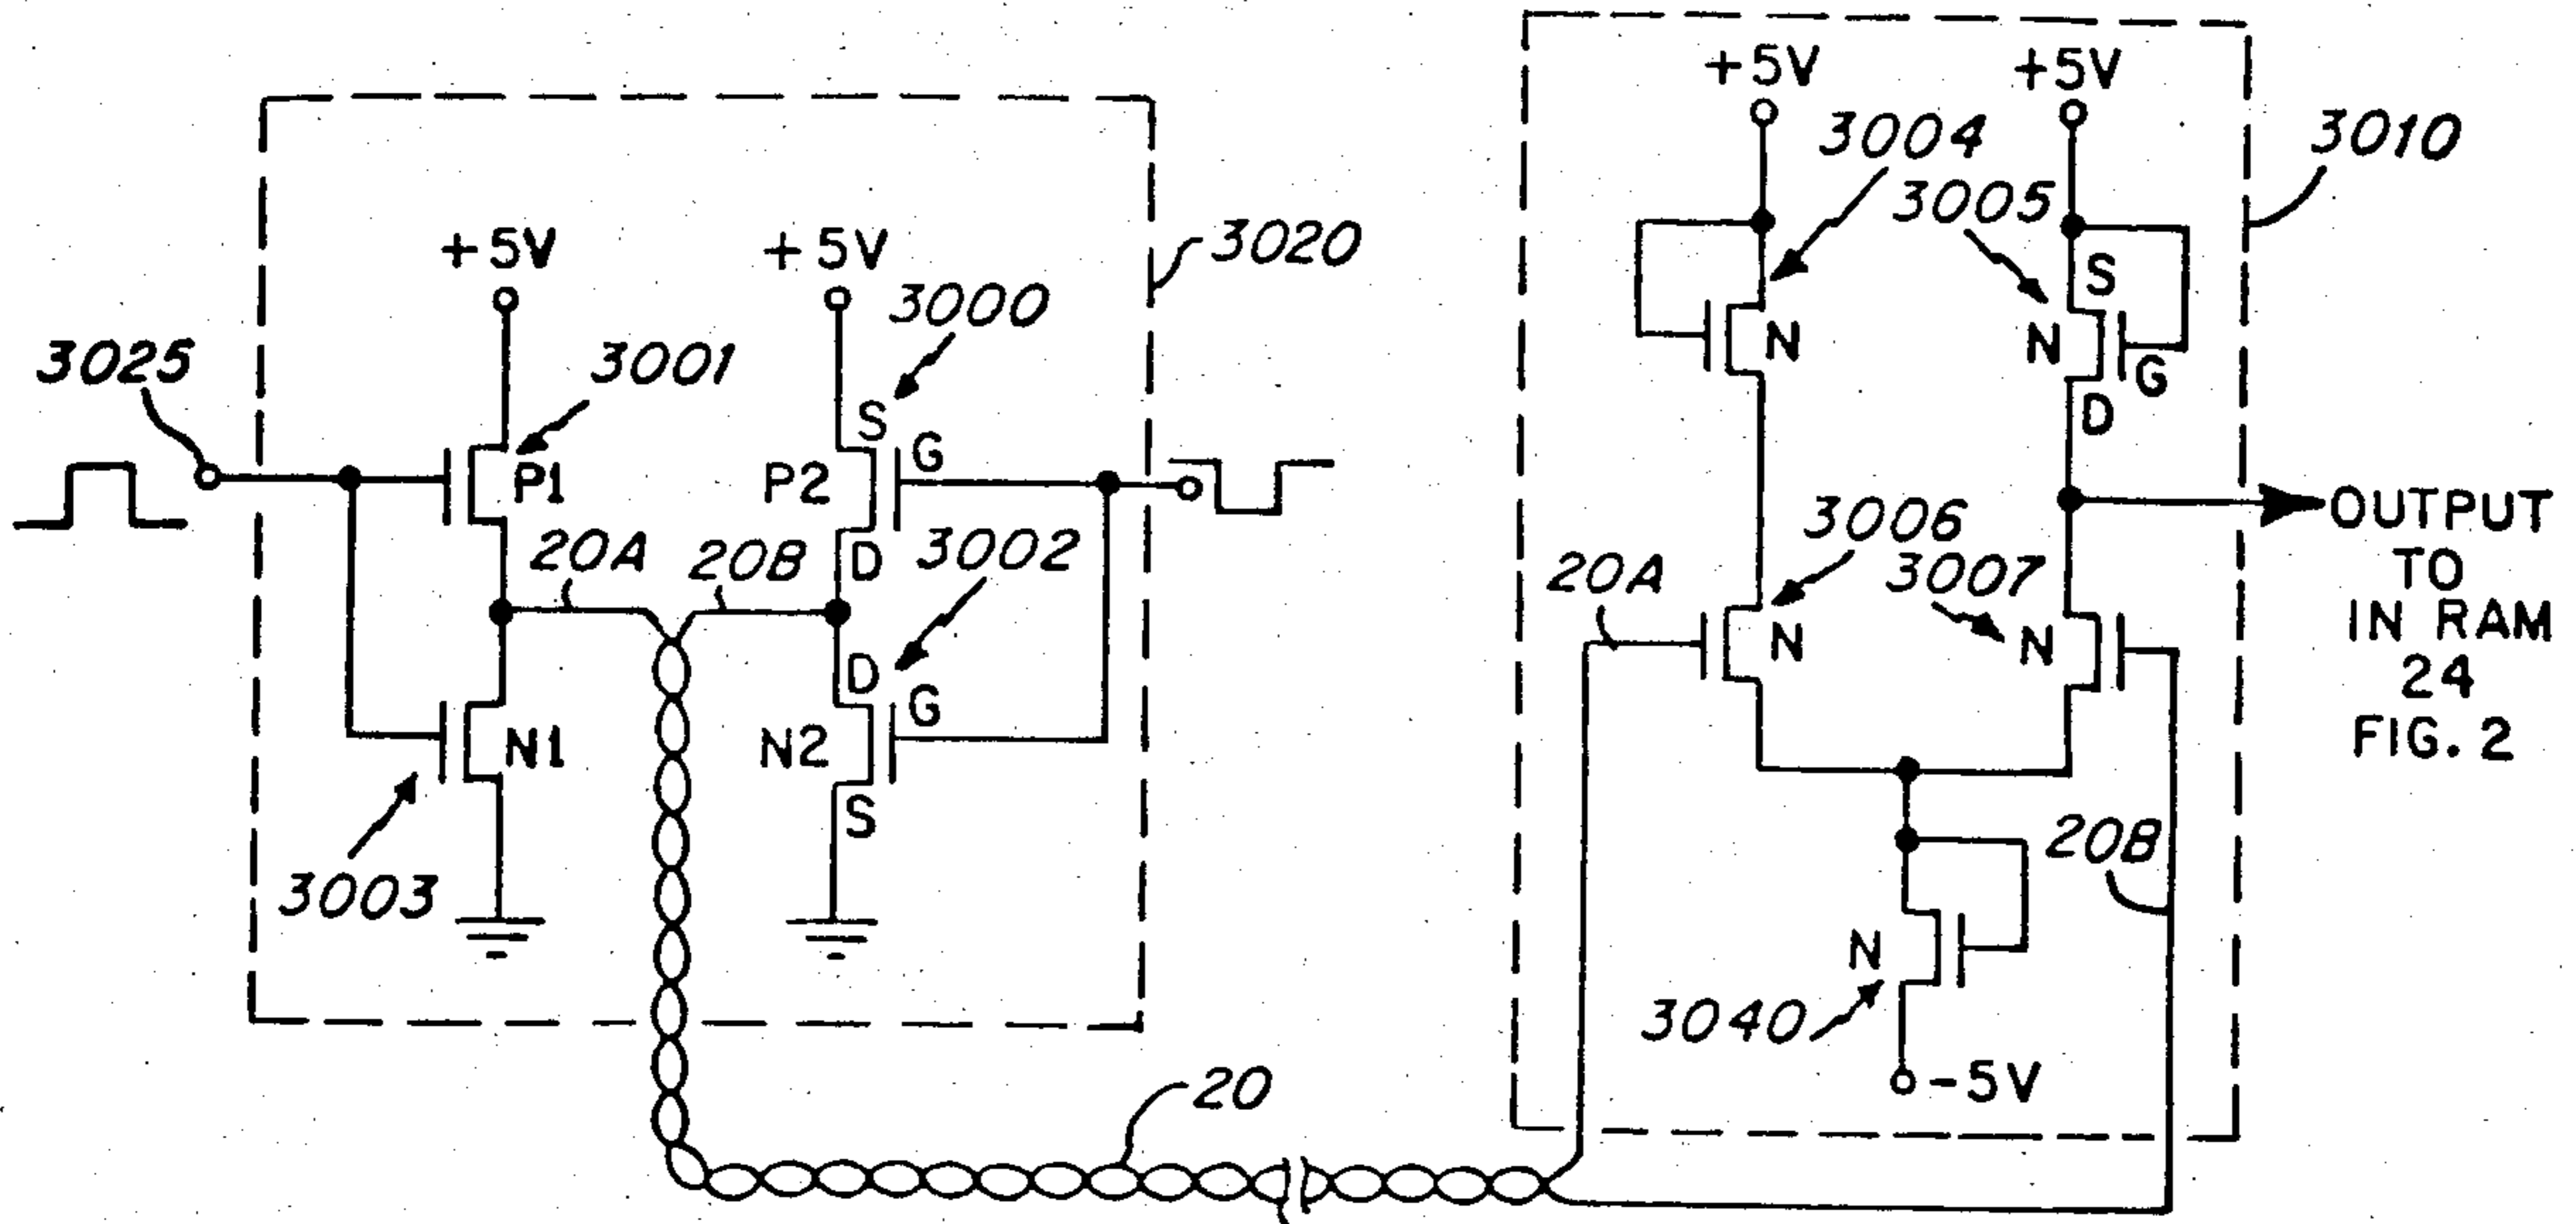 +5V
+5V
3004
3010
3005
+5V
+5V
3020
3000
S
3025
3001
N
N
G
S
G
D
P1
P2
3006
OUTPUT
20A
20B
D
3002
20A
3007
TO
IN RAM
D
N
N
24
G
FIG. 2
N1
N2
S
20B
3003
N
3040
-5V
20